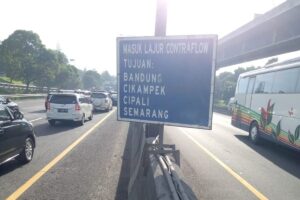 MASUK LAJUR CONTRAFLOW
TUJUAN:
BANDUNG
CIKAMPEK
CIPALI
SEMARANG